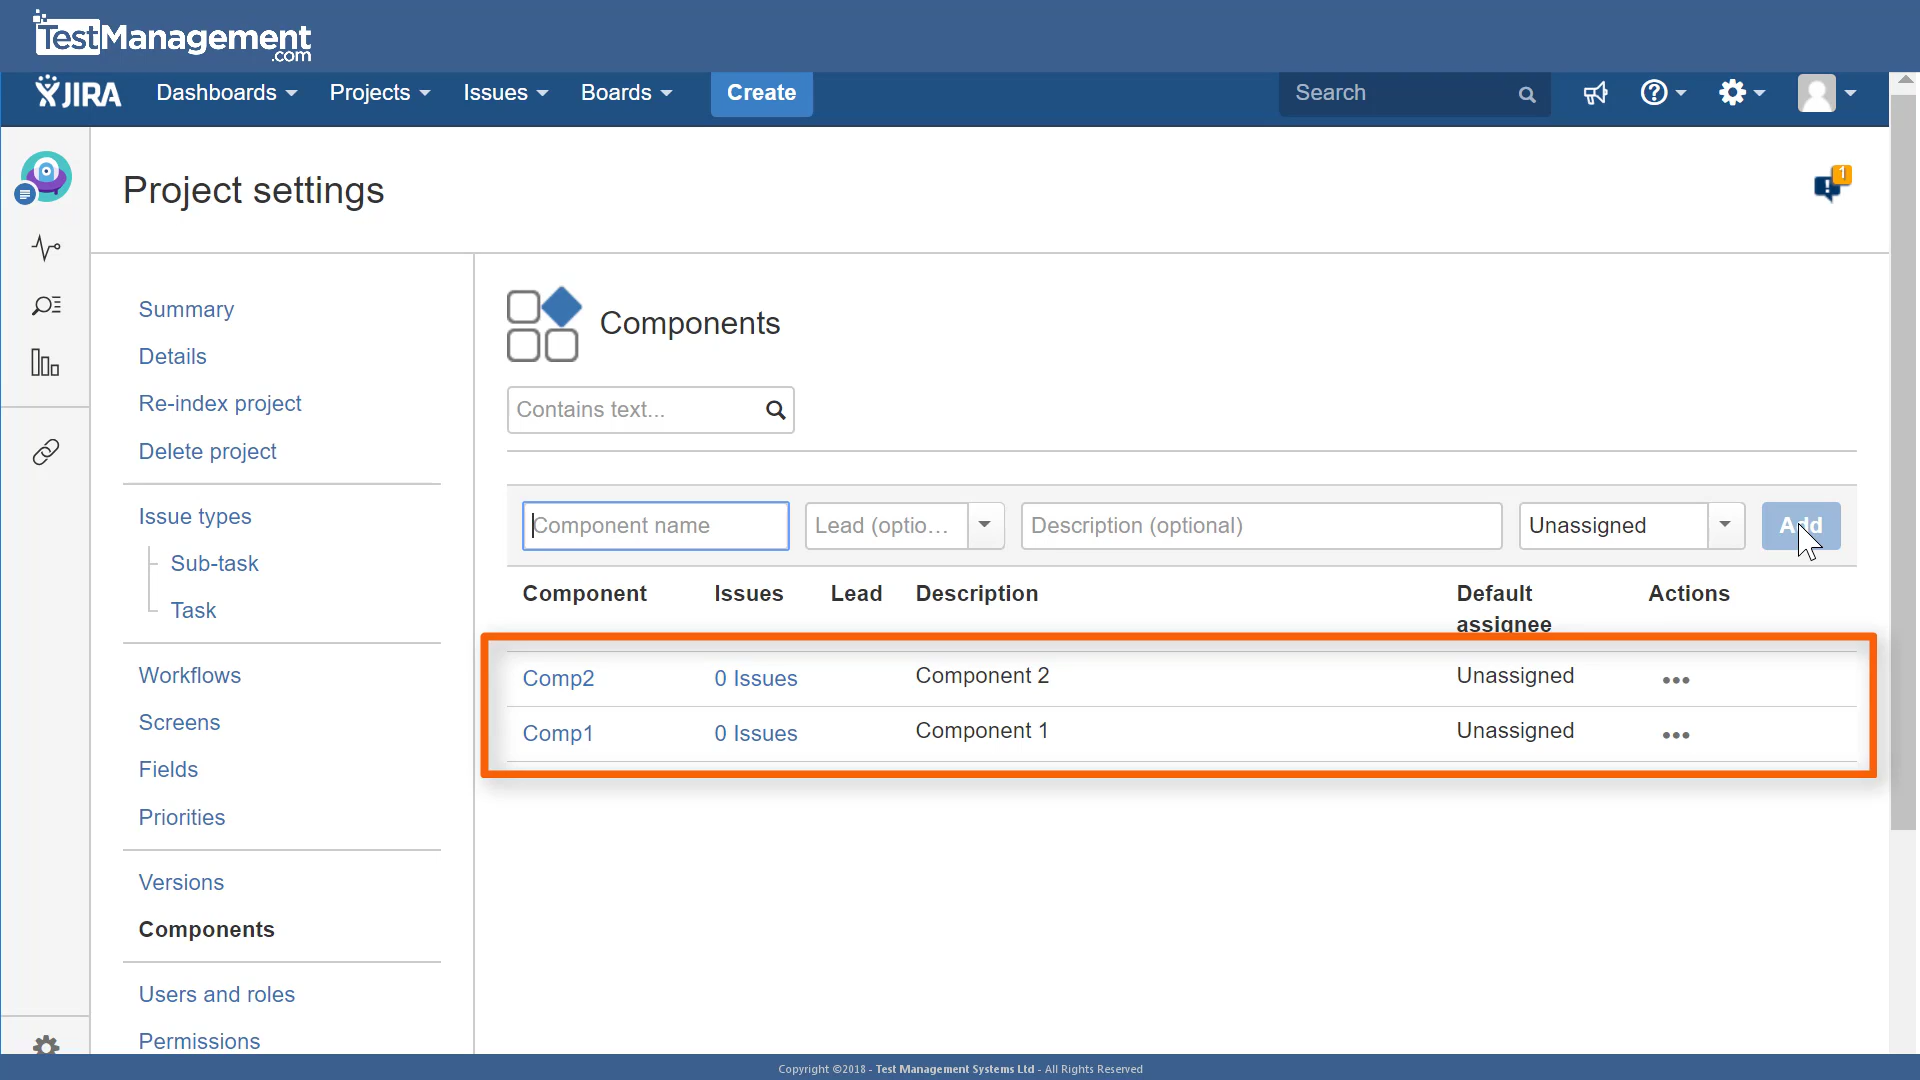 TestManagement
.com
JIRA Dashboards Projects Issues Boards Create Search
Project settings
1
Summary
Details
Re-index project
Delete project
Issue types
Sub-task
Task
Workflows
Screens
Fields
Priorities
Versions
Components
Users and roles
Permissions
Components
Contains text...
Component name Lead (optio... Description (optional) Unassigned Add
Component Issues Lead Description Default assignee Actions
Comp2 0 Issues Component 2 Unassigned
Comp1 0 Issues Component 1 Unassigned
Copyright ©2018 - Test Management Systems Ltd - All Rights Reserved